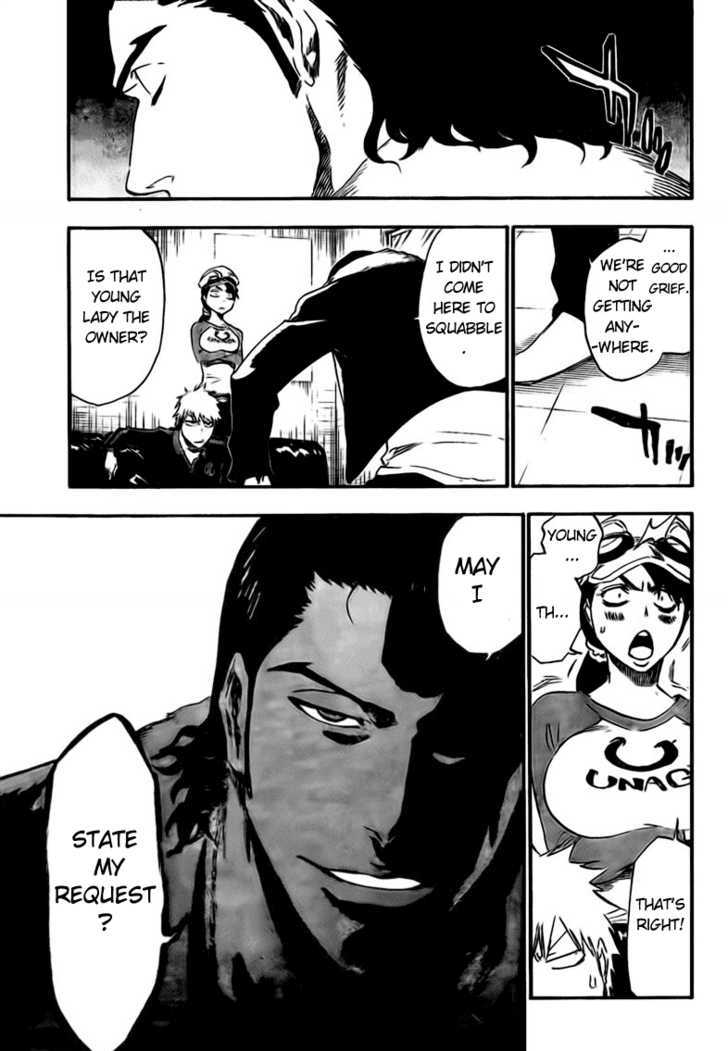 ...
GOOD
GRIEF.
WE'RE
NOT
GETTING
ANY-
-WHERE.
I DIDN'T
COME
HERE TO
SQUABBLE
.
IS THAT
YOUNG
LADY THE
OWNER?
YOUNG
...
TH...
UNAG
THAT'S
RIGHT!
MAY
I
STATE
MY
REQUEST
?